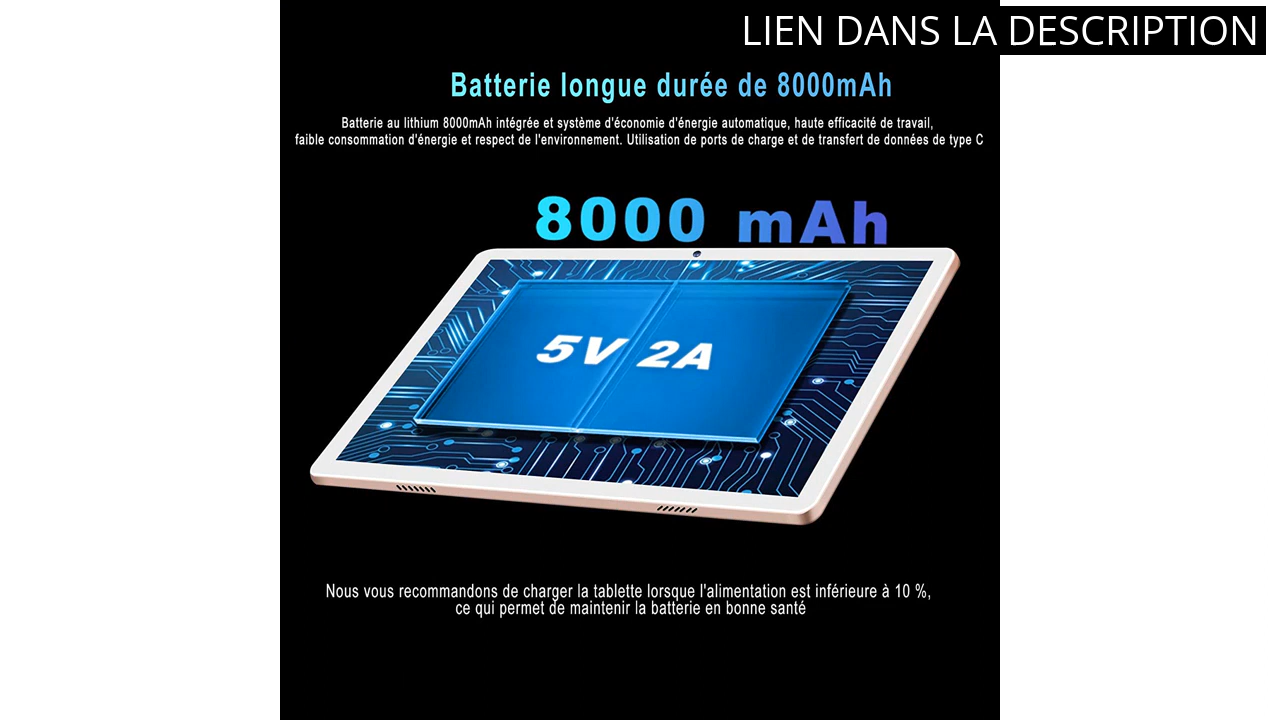 LIEN DANS LA DESCRIPTION
Batterie longue durée de 8000mAh
Batterie au lithium 8000mAh intégrée et système d'économie d'énergie automatique, haute efficacité de travail,
faible consommation d'énergie et respect de l'environnement. Utilisation de ports de charge et de transfert de données de type C
8000 mAh
5V 2A
Nous vous recommandons de charger la tablette lorsque l'alimentation est inférieure à 10 %,
ce qui permet de maintenir la batterie en bonne santé